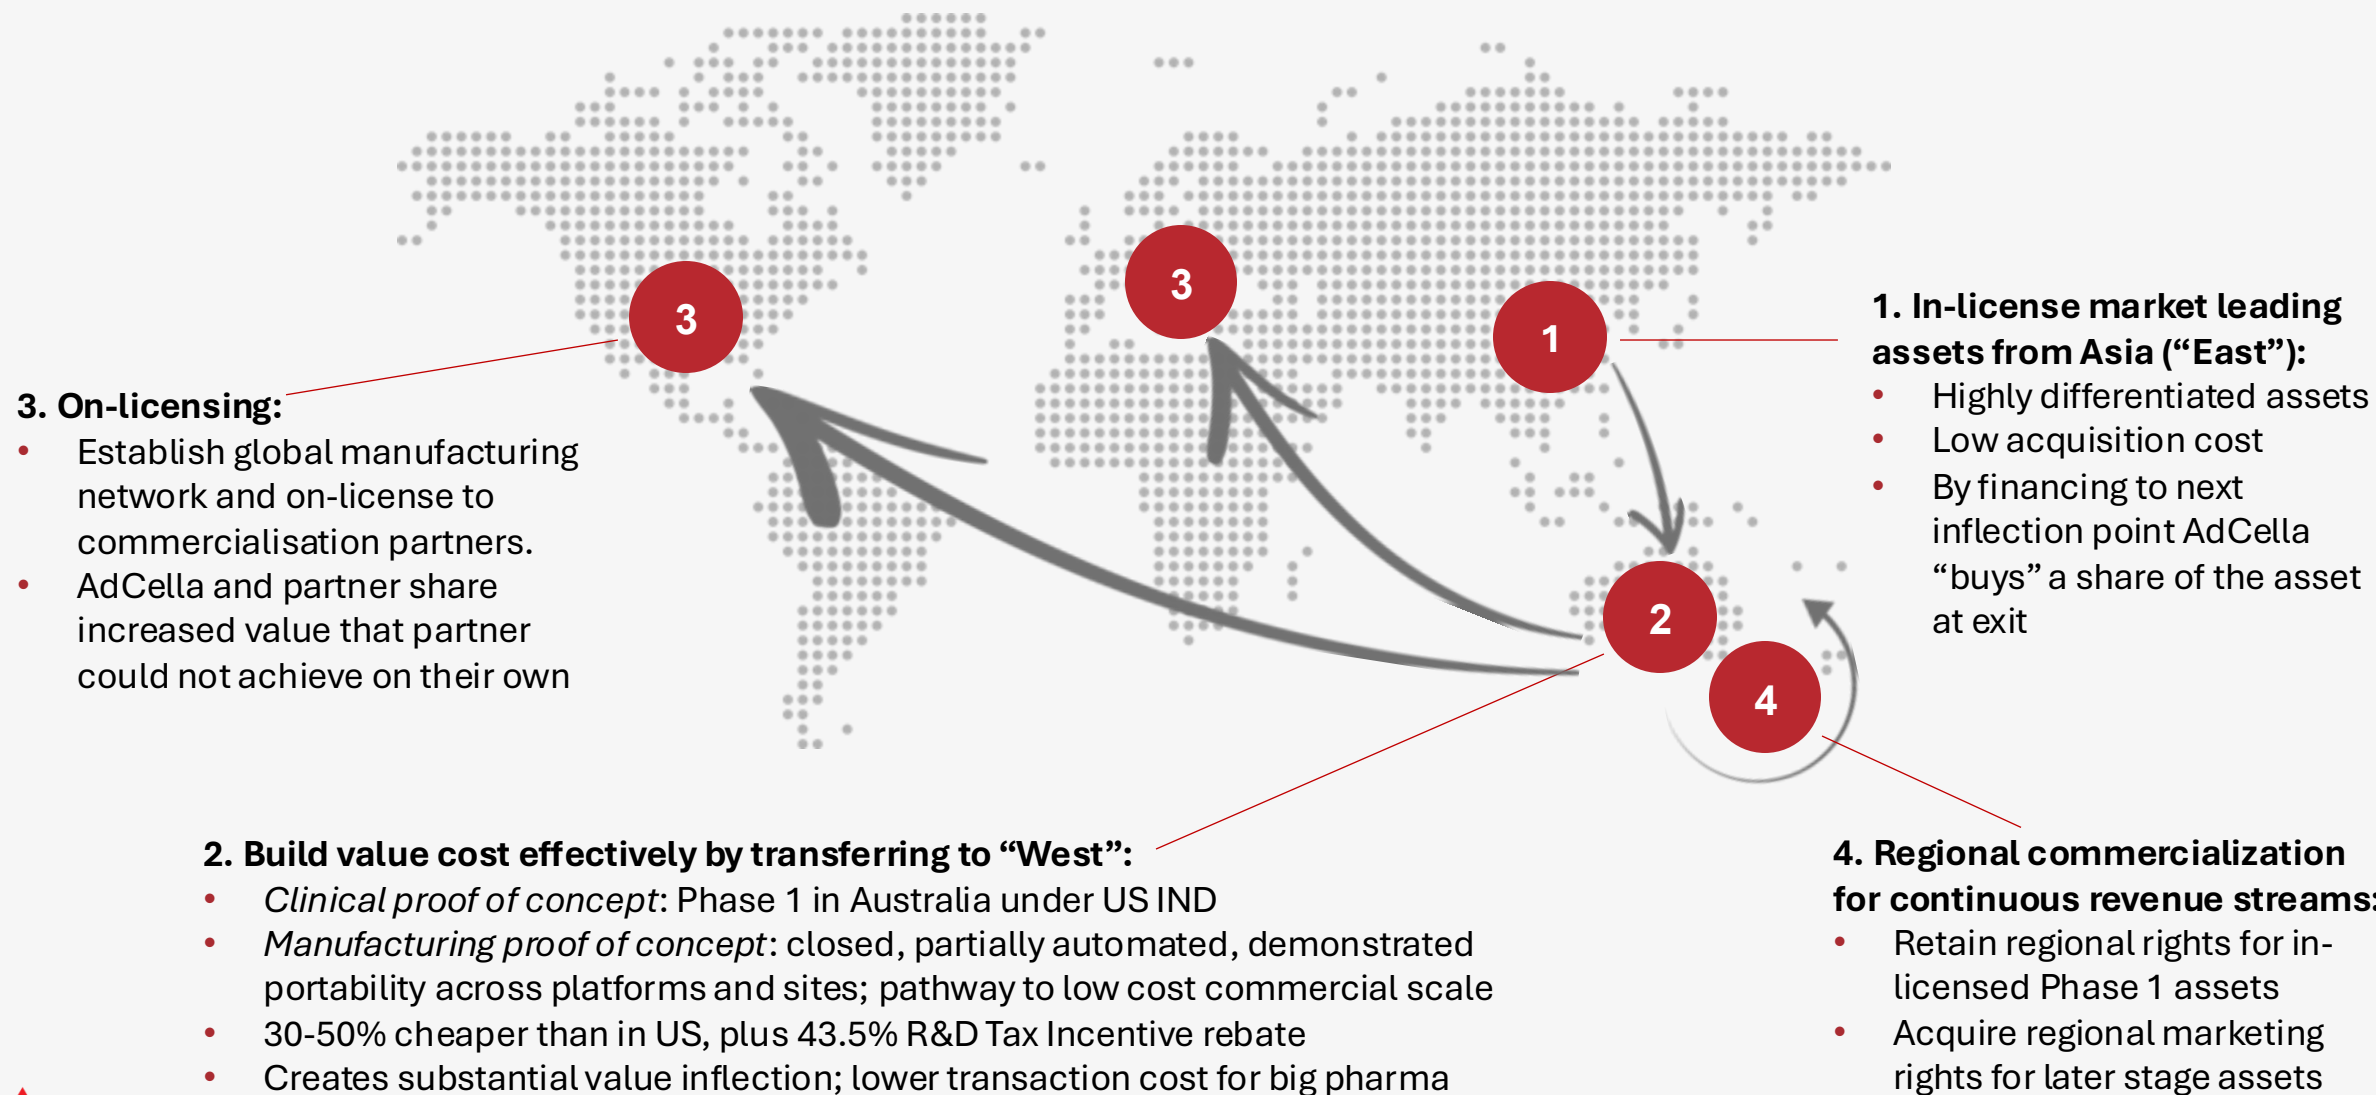 3
3
1
2
4
1. In-license market leading
assets from Asia (“East”):
• Highly differentiated assets
• Low acquisition cost
• By financing to next
inflection point AdCella
“buys” a share of the asset
at exit
3. On-licensing:
• Establish global manufacturing
network and on-license to
commercialisation partners.
• AdCella and partner share
increased value that partner
could not achieve on their own
2. Build value cost effectively by transferring to “West”:
• Clinical proof of concept: Phase 1 in Australia under US IND
• Manufacturing proof of concept: closed, partially automated, demonstrated
portability across platforms and sites; pathway to low cost commercial scale
• 30-50% cheaper than in US, plus 43.5% R&D Tax Incentive rebate
• Creates substantial value inflection; lower transaction cost for big pharma
4. Regional commercialization
for continuous revenue streams:
• Retain regional rights for in-
licensed Phase 1 assets
• Acquire regional marketing
rights for later stage assets